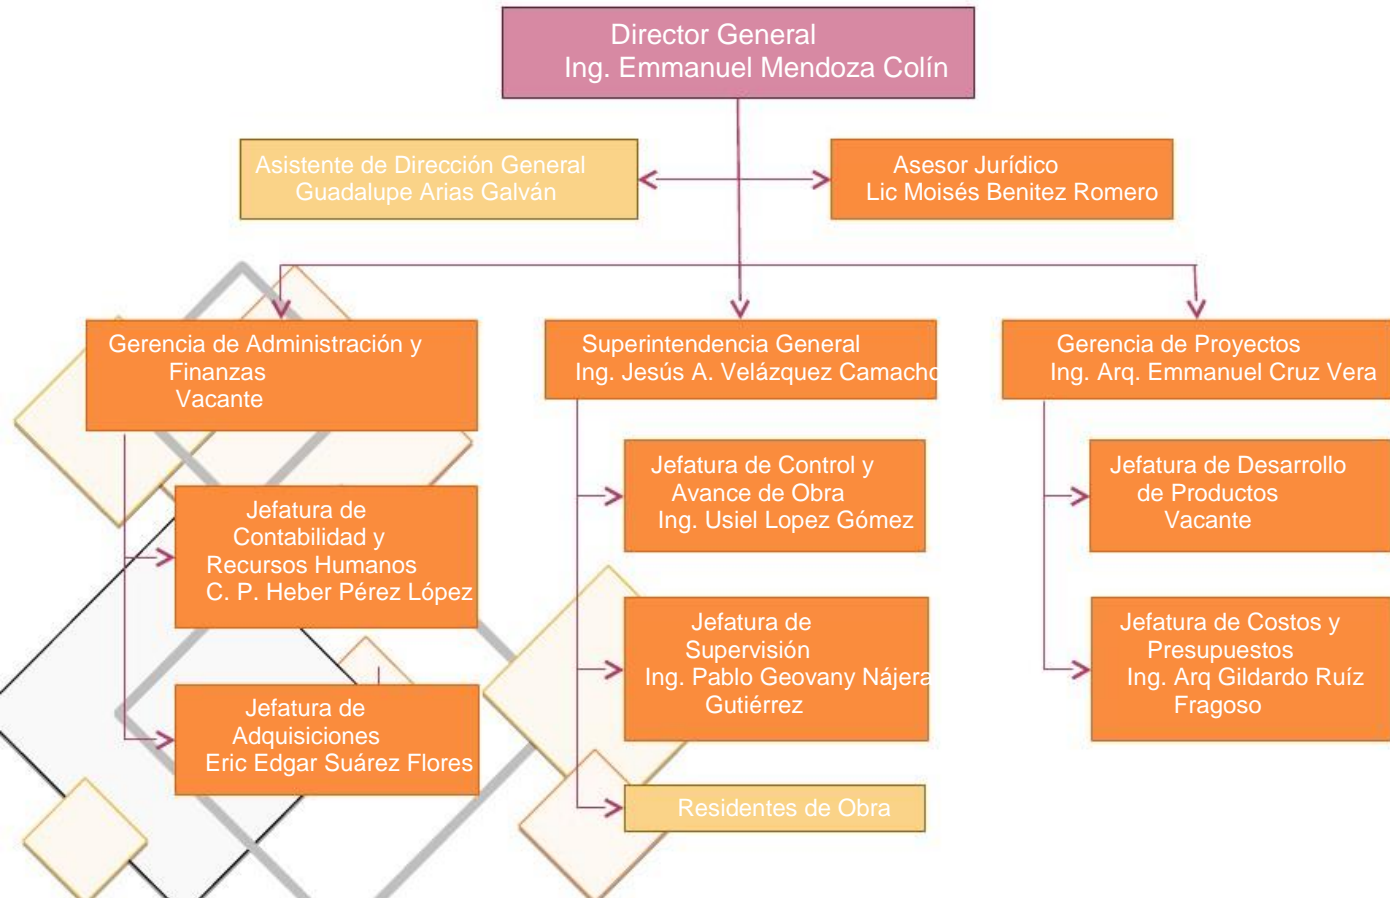 Director General
Ing. Emmanuel Mendoza Colín
Asistente de Dirección General
Guadalupe Arias Galván
Asesor Jurídico
Lic Moisés Benitez Romero
Gerencia de Administración y
Finanzas
Vacante
Superintendencia General
Ing. Jesús A. Velázquez Camacho
Gerencia de Proyectos
Ing. Arq. Emmanuel Cruz Vera
Jefatura de
Contabilidad y
Recursos Humanos
C. P. Heber Pérez López
Jefatura de
Adquisiciones
Eric Edgar Suárez Flores
Jefatura de Control y
Avance de Obra
Ing. Usiel Lopez Gómez
Jefatura de
Supervisión
Ing. Pablo Geovany Nájera
Gutiérrez
Residentes de Obra
Jefatura de Desarrollo
de Productos
Vacante
Jefatura de Costos y
Presupuestos
Ing. Arq Gildardo Ruíz
Fragoso